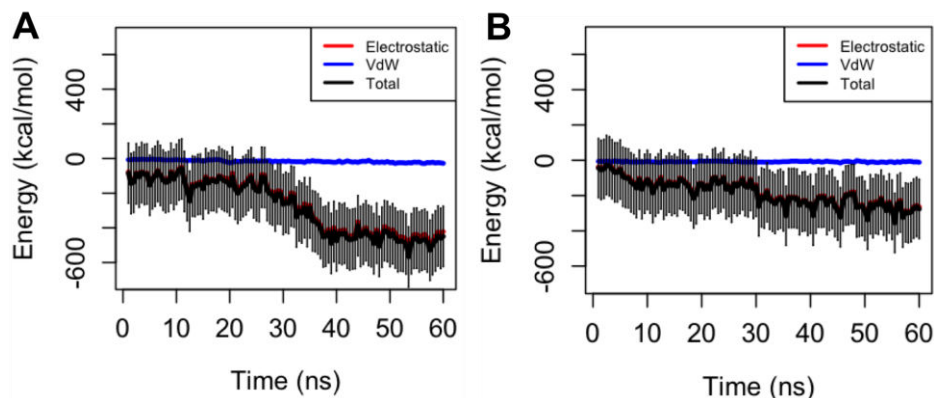 A
Energy (kcal/mol)
400
0
-600
Electrostatic
VdW
Total
0 10 20 30 40 50 60
Time (ns)
B
Energy (kcal/mol)
400
0
-600
Electrostatic
VdW
Total
0 10 20 30 40 50 60
Time (ns)